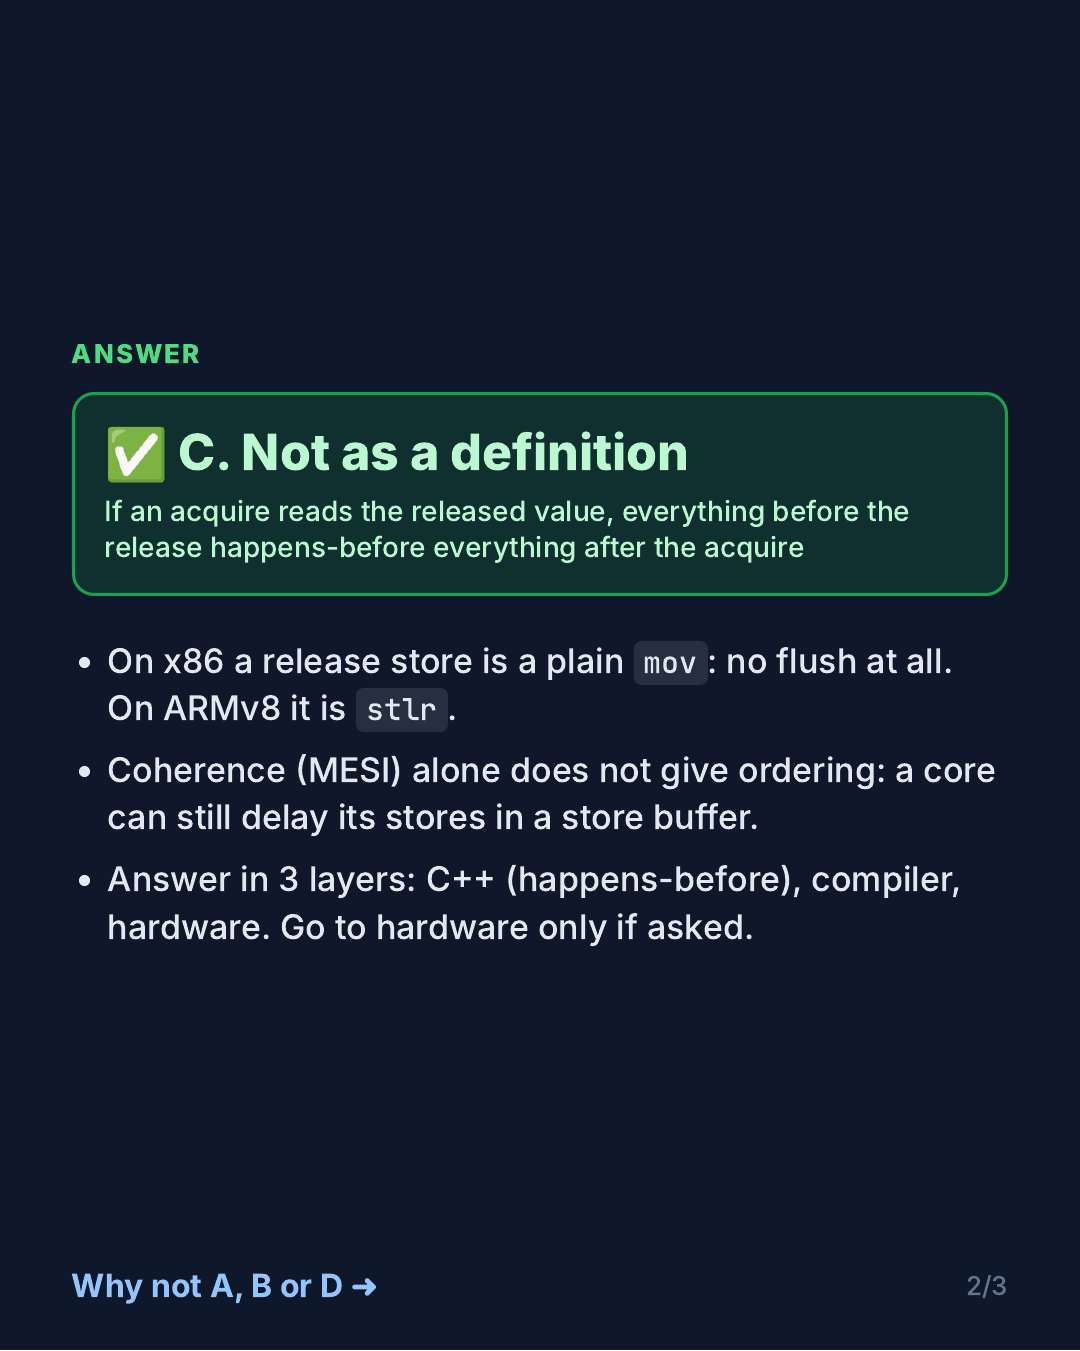 ANSWER
✅ C. Not as a definition
If an acquire reads the released value, everything before the
release happens-before everything after the acquire
• On x86 a release store is a plain mov: no flush at all.
On ARMv8 it is stlr.
• Coherence (MESI) alone does not give ordering: a core
can still delay its stores in a store buffer.
• Answer in 3 layers: C++ (happens-before), compiler,
hardware. Go to hardware only if asked.
Why not A, B or D ➜
2/3